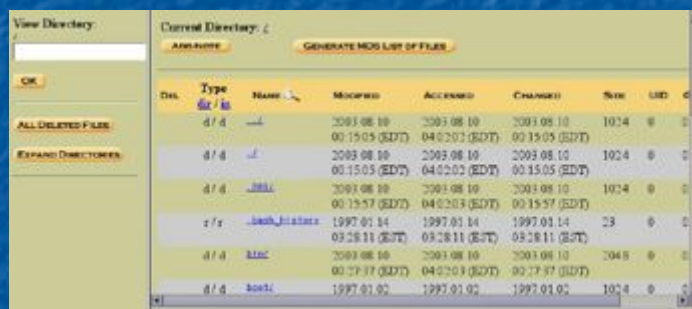 View Directory:
/
OK
ALL DELETED FILES
EXPAND DIRECTORIES
Current Directory: /
ADD NOTE
GENERATE MD5 LIST OF FILES
DEL
Type
dir / in
NAME
MODIFIED
ACCESSED
CHANGED
SIZE
UID
d / d ../ 2003.08.10 2003.08.10 2003.08.10 1024 0
00:15:05 (EDT) 04:02:02 (EDT) 00:15:05 (EDT)
d / d ./ 2003.08.10 2003.08.10 2003.08.10 1024 0
00:15:05 (EDT) 04:02:02 (EDT) 00:15:05 (EDT)
d / d 2003.08.10 2003.08.10 2003.08.10 1024 0
00:15:57 (EDT) 04:02:03 (EDT) 00:15:57 (EDT)
r / r .bash_history 1997.01.14 1997.01.14 1997.01.14 23 0
03:28:11 (EST) 03:28:11 (EST) 03:28:11 (EST)
d / d bin/ 2003.08.10 2003.08.10 2003.08.10 2048 0
00:27:37 (EDT) 04:02:03 (EDT) 00:27:37 (EDT)
d / d boot/ 1997.01.02 1997.01.02 1997.01.02 1024 0